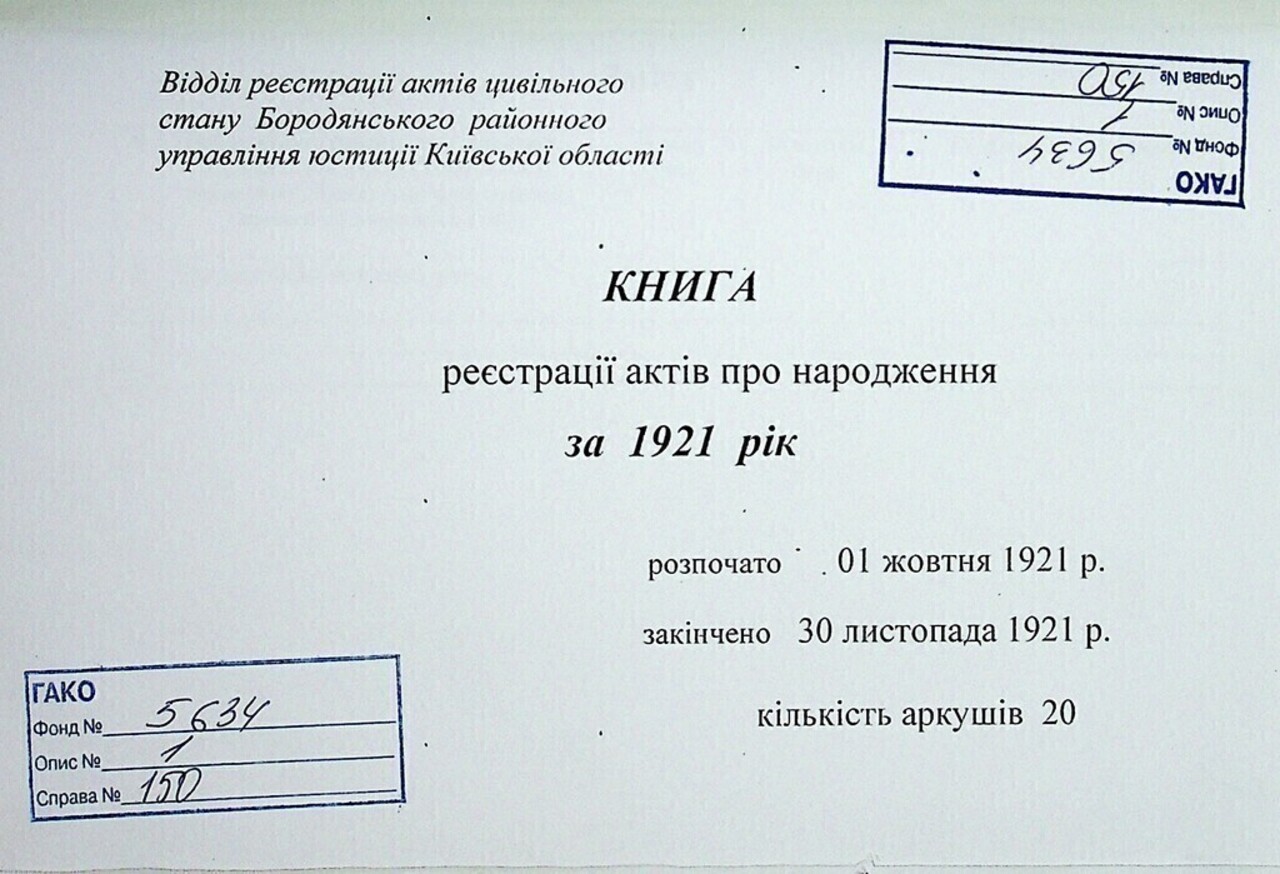 Відділ реєстрації актів цивільного
стану Бородянського районного
управління юстиції Київської області
ГАКО
Фонд № 5634
Опис № 1
Справа № 150
КНИГА
реєстрації актів про народження
за 1921 рік
розпочато 01 жовтня 1921 р.
закінчено 30 листопада 1921 р.
кількість аркушів 20
ГАКО
Фонд № 5634
Опис № 1
Справа № 150